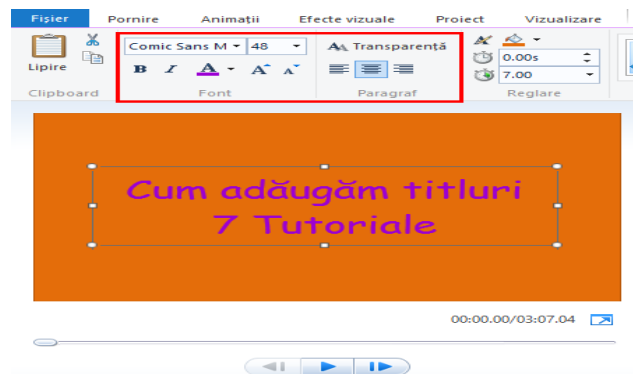 Fișier Pornire Animații Efecte vizuale Proiect Vizualizare
Comic Sans M 48 Transparență 0.00s
Lipire B I A A A 7.00
Clipboard Font Paragraf Reglare
Cum adăugăm titluri
7 Tutoriale
00:00.00/03:07.04